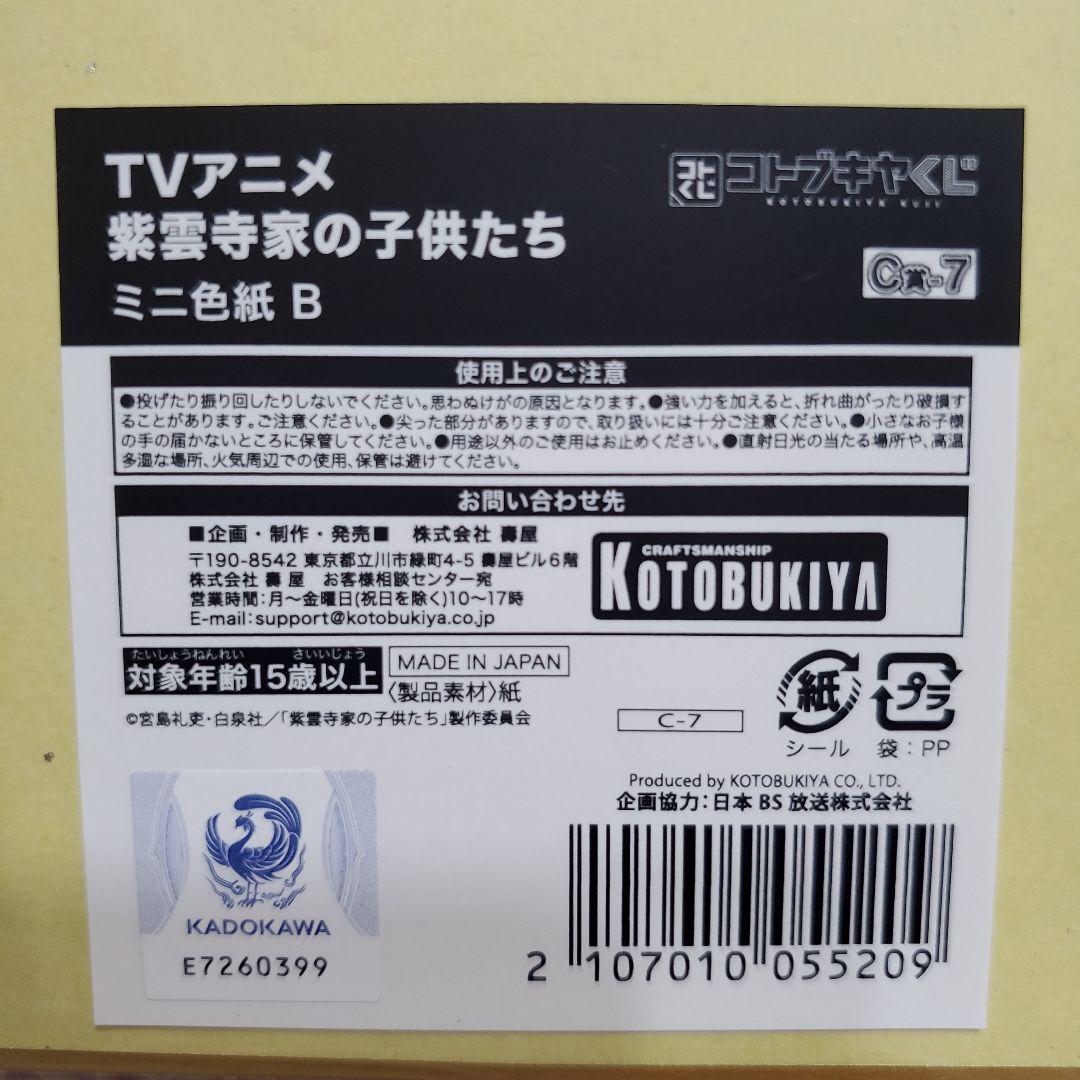 TVアニメ
紫雲寺家の子供たち
ミニ色紙 B
コトくじ
コトブキヤくじ
KOTOBUKIYA KUJI
C賞-7
使用上のご注意
●投げたり振り回したりしないでください。思わぬけがの原因となります。●強い力を加えると、折れ曲がったり破損す
ることがあります。ご注意ください。●尖った部分がありますので、取り扱いには十分ご注意ください。●小さなお子様
の手の届かないところに保管してください。●用途以外のご使用はお止めください。●直射日光の当たる場所や、高温
多湿な場所、火気周辺での使用、保管は避けてください。
お問い合わせ先
■企画・制作・発売■ 株式会社 壽屋
〒190-8542 東京都立川市緑町4-5 壽屋ビル6階
株式会社 壽 屋 お客様相談センター宛
営業時間:月～金曜日(祝日を除く)10～17時
E-mail:support@kotobukiya.co.jp
CRAFTSMANSHIP
KOTOBUKIYA
たいしょうねんれい さいいじょう
対象年齢15歳以上
MADE IN JAPAN
〈製品素材〉紙
©宮島礼吏・白泉社／「紫雲寺家の子供たち」製作委員会
C-7
紙
プラ
シール 袋：PP
Produced by KOTOBUKIYA CO., LTD.
企画協力：日本BS放送株式会社
KADOKAWA
E7260399
2 107010 055209